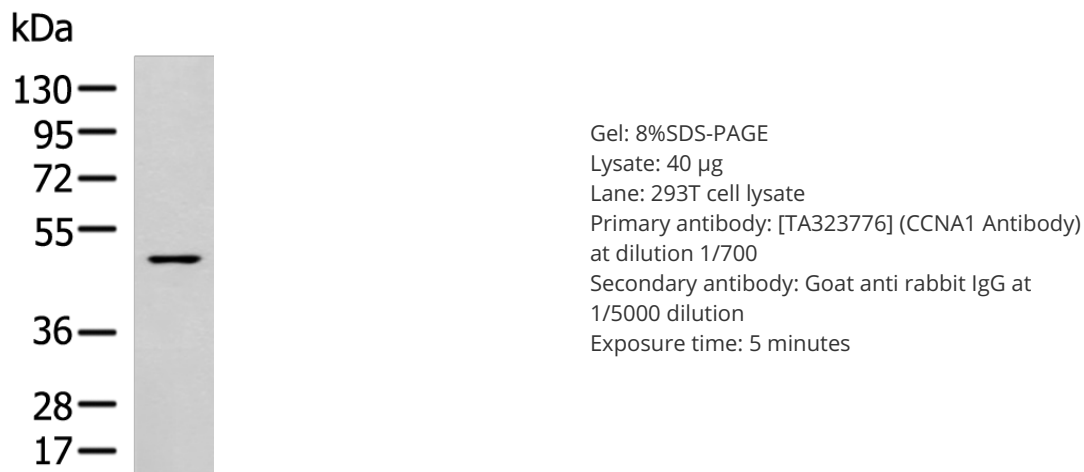 kDa
130
95
72
55
36
28
17
Gel: 8%SDS-PAGE
Lysate: 40 µg
Lane: 293T cell lysate
Primary antibody: [TA323776] (CCNA1 Antibody)
at dilution 1/700
Secondary antibody: Goat anti rabbit IgG at
1/5000 dilution
Exposure time: 5 minutes